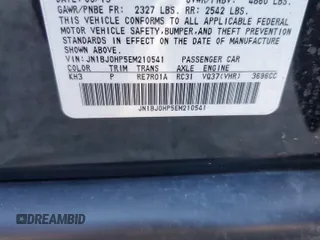 GAWR/PNBE FR: 2327 LBS. RR: 2542 LBS.
THIS VEHICLE CONFORMS TO ALL APPLICABLE FEDERAL
MOTOR VEHICLE SAFETY, BUMPER, AND THEFT PREVENTION
STANDARDS IN EFFECT ON THE DATE OF MANUFACTURE
SHOWN ABOVE.
VIN: JN1BJ0HP5EM210541 PASSENGER CAR
COLOR TRIM TRANS AXLE ENGINE
KH3 P RE7R01A RC31 VQ37(VHR) 3696CC
JN1BJ0HP5EM210541
DREAMBID